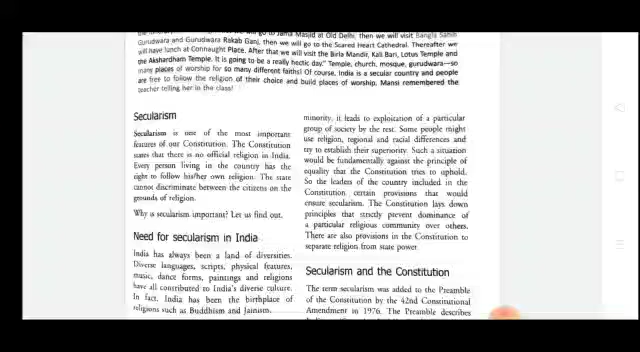 go to Jama Masjid at Old Delhi, then we will visit Bangla Sahib
Gurudwara and Gurudwara Rakab Ganj, then we will go to the Scared Heart Cathedral. Thereafter we
will have lunch at Connaught Place. After that we will visit the Birla Mandir, Kali Bari, Lotus Temple and
the Akshardham Temple. It is going to be a really hectic day." Temple, church, mosque, gurudwara—so
many places of worship for so many different faiths! Of course, India is a secular country and people
are free to follow the religion of their choice and build places of worship, Mansi remembered the
teacher telling her in the class!
Secularism
Secularism is one of the most important
features of our Constitution. The Constitution
states that there is no official religion in India.
Every person living in the country has the
right to follow his/her own religion. The state
cannot discriminate between the citizens on the
grounds of religion.
Why is secularism important? Let us find out.
Need for secularism in India
India has always been a land of diversities.
Diverse languages, scripts, physical features,
music, dance forms, paintings and religions
have all contributed to India's diverse culture.
In fact, India has been the birthplace of
religions such as Buddhism and Jainism.
minority, it leads to exploitation of a particular
group of society by the rest. Some people might
use religion, regional and racial differences and
try to establish their superiority. Such a situation
would be fundamentally against the principle of
equality that the Constitution tries to uphold.
So the leaders of the country included in the
Constitution certain provisions that would
ensure secularism. The Constitution lays down
principles that strictly prevent dominance of
a particular religious community over others.
There are also provisions in the Constitution to
separate religion from state power.
Secularism and the Constitution
The term secularism was added to the Preamble
of the Constitution by the 42nd Constitutional
Amendment in 1976. The Preamble describes